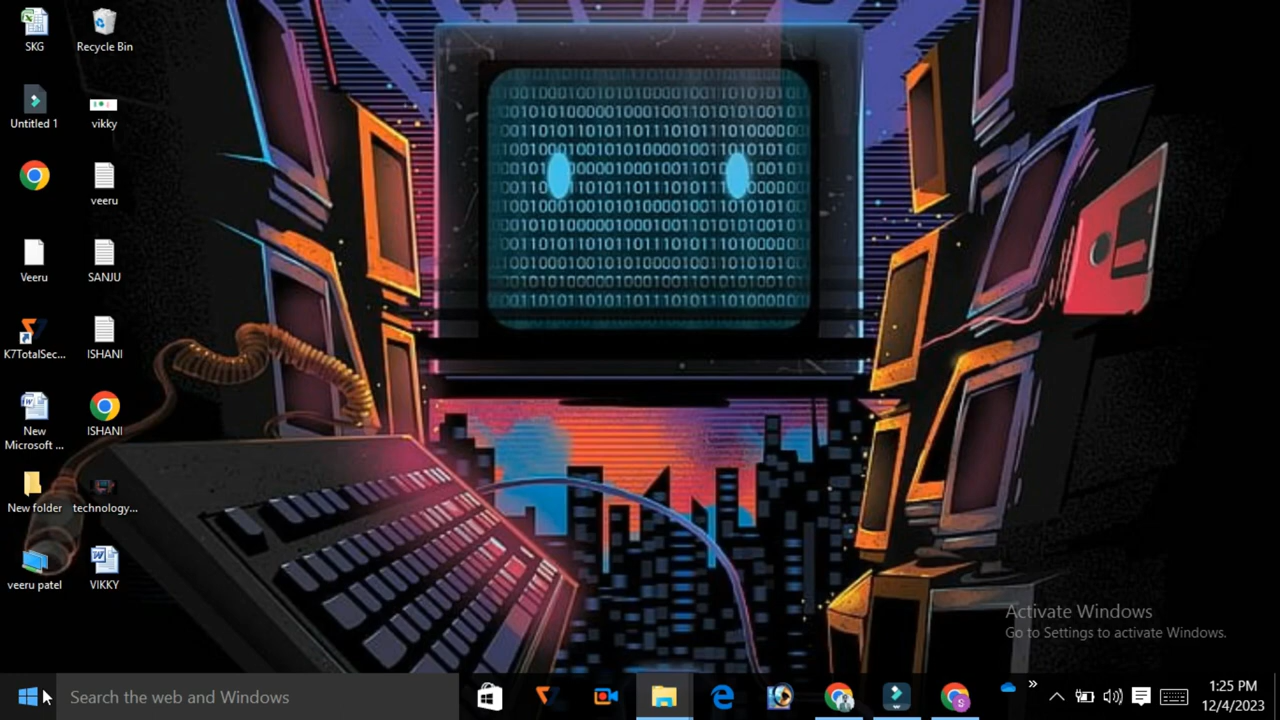 SKG
Recycle Bin
Untitled 1
vikky
veeru
Veeru
SANJU
K7TotalSec...
ISHANI
New
Microsoft ...
ISHANI
New folder
technology...
veeru patel
VIKKY
Activate Windows
Go to Settings to activate Windows.
Search the web and Windows
1:25 PM
12/4/2023